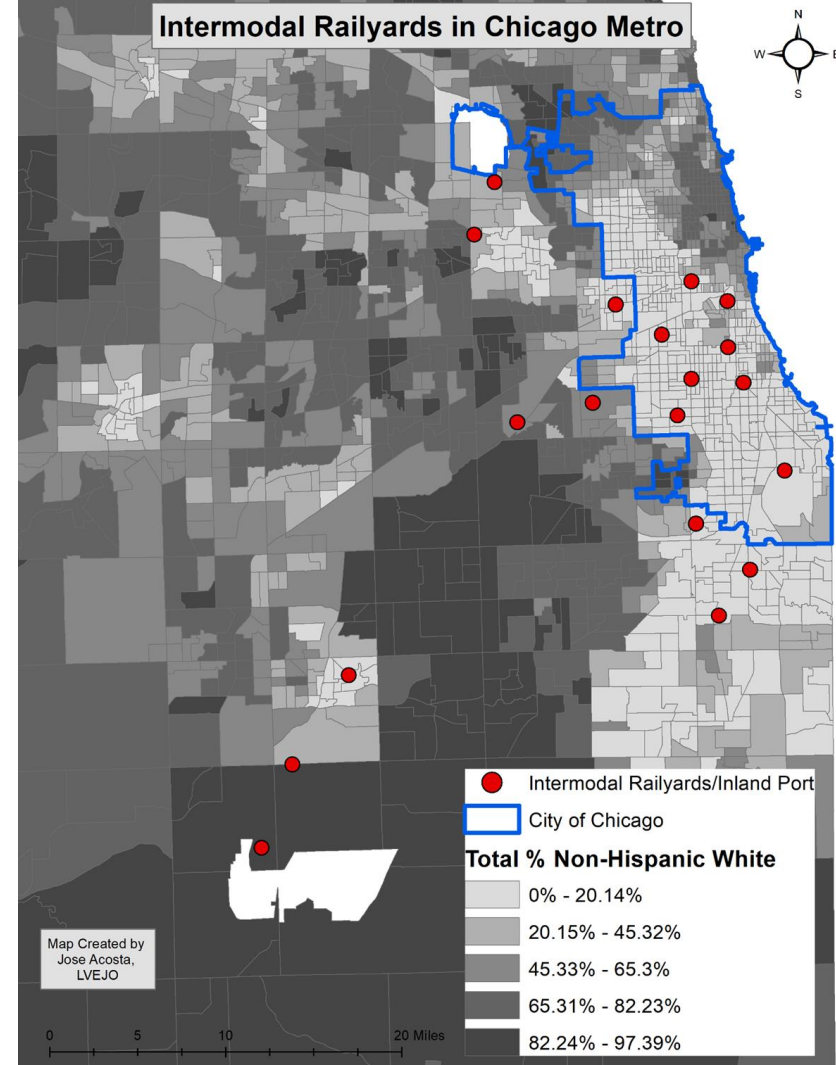 Intermodal Railyards in Chicago Metro
N
W
E
S
Intermodal Railyards/Inland Port
City of Chicago
Total % Non-Hispanic White
0% - 20.14%
20.15% - 45.32%
45.33% - 65.3%
65.31% - 82.23%
82.24% - 97.39%
Map Created by
Jose Acosta,
LVEJO
0 5 10 20 Miles